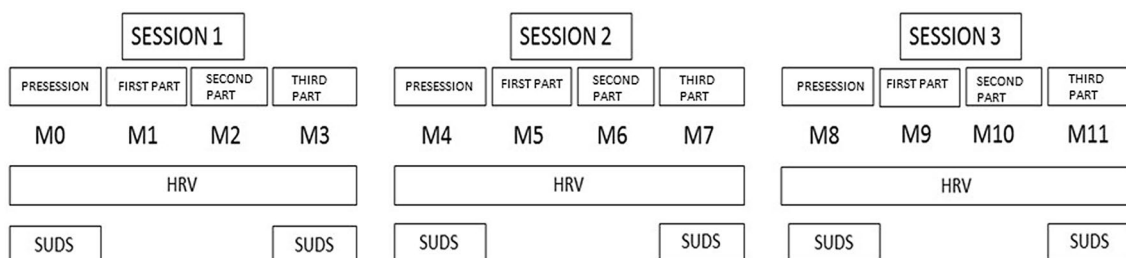 SESSION 1
SESSION 2
SESSION 3
PRESESSION
FIRST PART
SECOND
PART
THIRD
PART
PRESESSION
FIRST PART
SECOND
PART
THIRD
PART
PRESESSION
FIRST PART
SECOND
PART
THIRD
PART
M0 M1 M2 M3
M4 M5 M6 M7
M8 M9 M10 M11
HRV
HRV
HRV
SUDS
SUDS
SUDS
SUDS
SUDS
SUDS